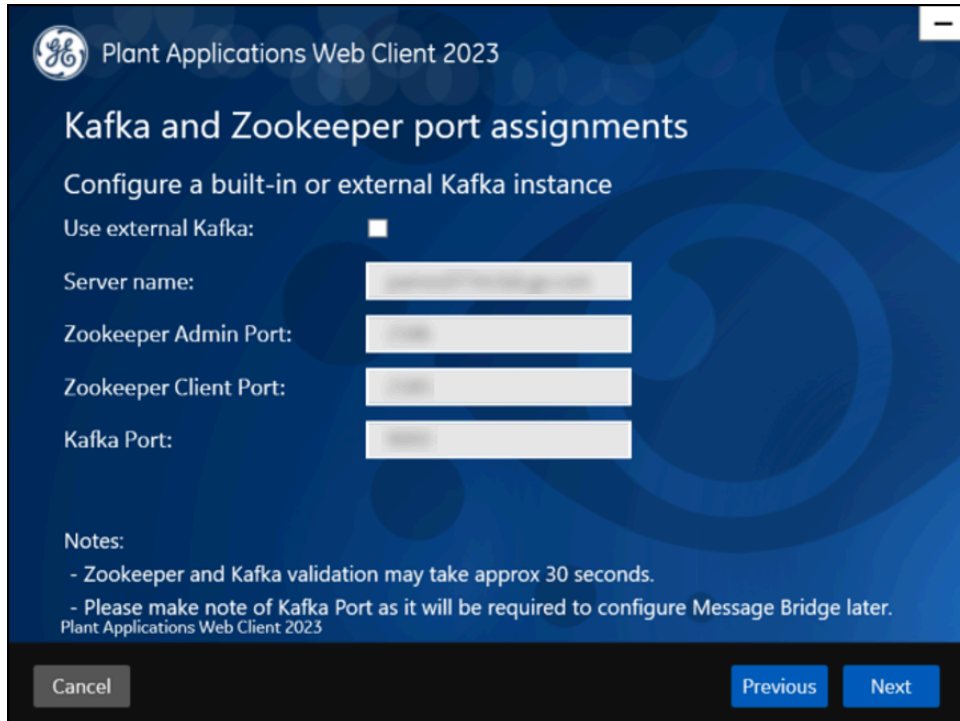 Plant Applications Web Client 2023
Kafka and Zookeeper port assignments
Configure a built-in or external Kafka instance
Use external Kafka:
Server name:
Zookeeper Admin Port:
Zookeeper Client Port:
Kafka Port:
Notes:
- Zookeeper and Kafka validation may take approx 30 seconds.
- Please make note of Kafka Port as it will be required to configure Message Bridge later.
Plant Applications Web Client 2023
Cancel
Previous
Next